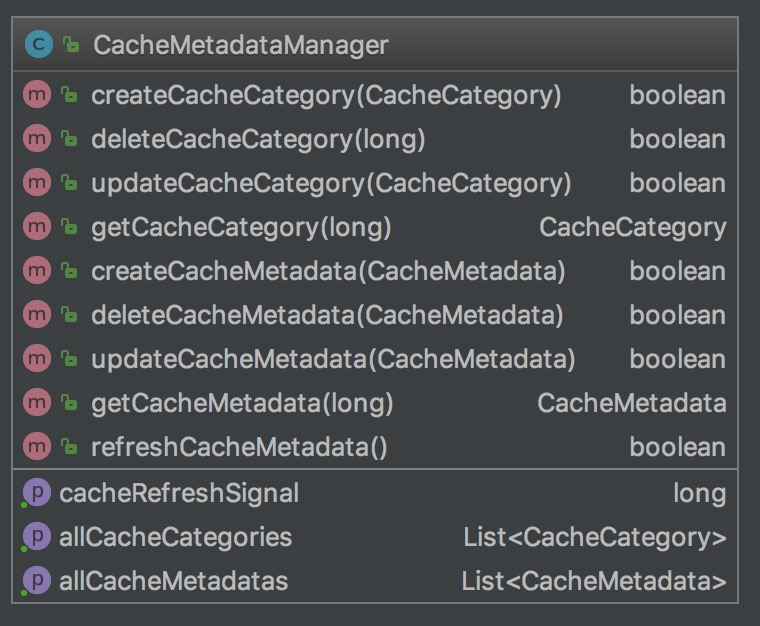 C CacheMetadataManager
m createCacheCategory(CacheCategory) boolean
m deleteCacheCategory(long) boolean
m updateCacheCategory(CacheCategory) boolean
m getCacheCategory(long) CacheCategory
m createCacheMetadata(CacheMetadata) boolean
m deleteCacheMetadata(CacheMetadata) boolean
m updateCacheMetadata(CacheMetadata) boolean
m getCacheMetadata(long) CacheMetadata
m refreshCacheMetadata() boolean
p cacheRefreshSignal long
p allCacheCategories List<CacheCategory>
p allCacheMetadatas List<CacheMetadata>